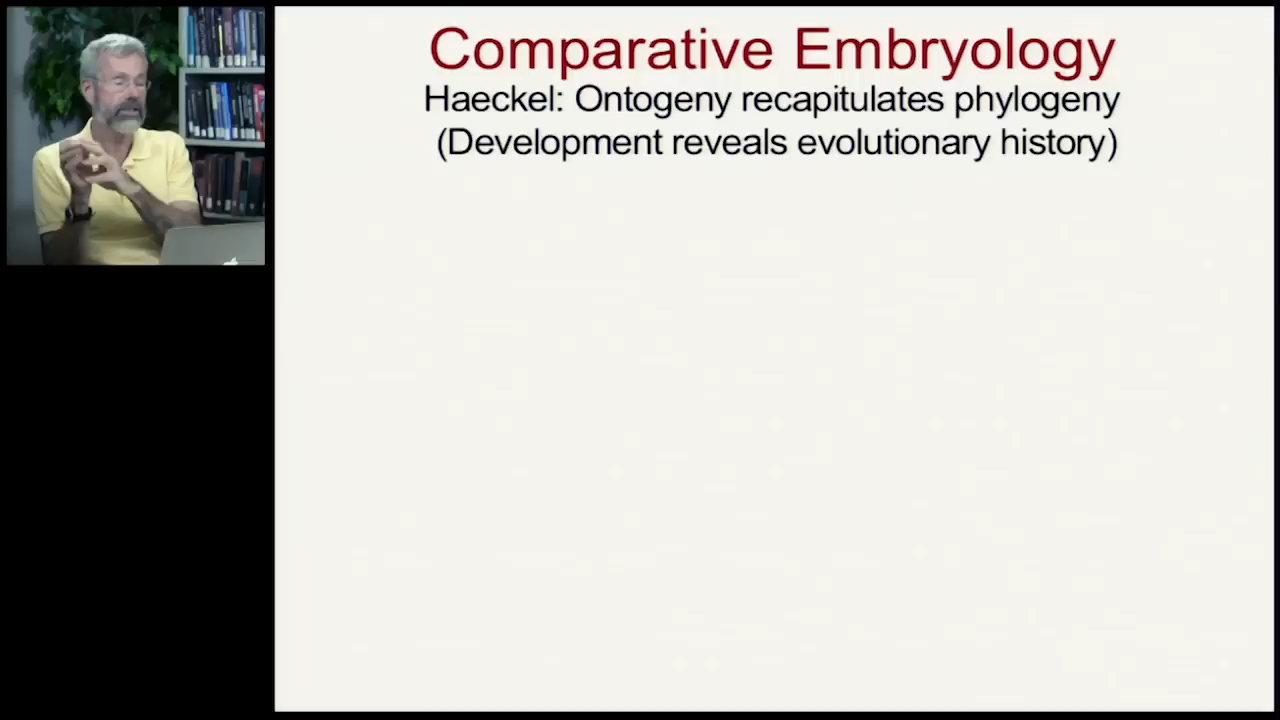 Comparative Embryology
Haeckel: Ontogeny recapitulates phylogeny
(Development reveals evolutionary history)